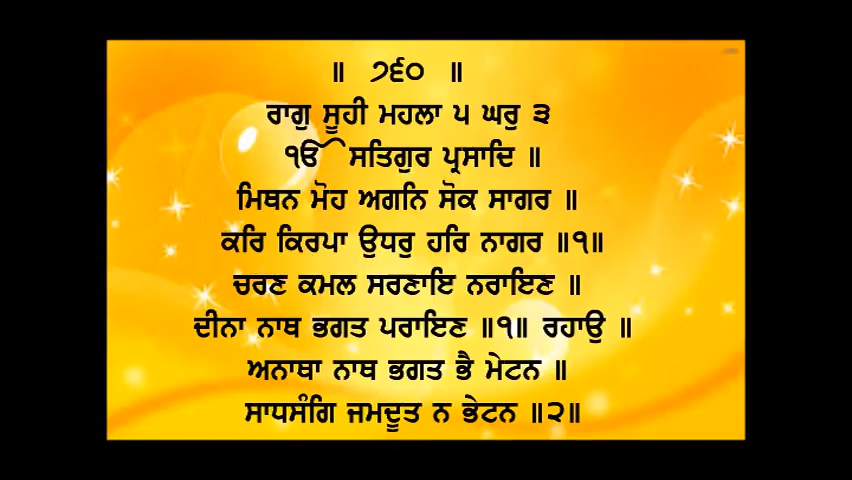 ॥ ੭੬੦ ॥
ਰਾਗੁ ਸੂਹੀ ਮਹਲਾ ੫ ਘਰੁ ੩
ੴ ਸਤਿਗੁਰ ਪ੍ਰਸਾਦਿ ॥
ਮਿਥਨ ਮੋਹ ਅਗਨਿ ਸੋਕ ਸਾਗਰ ॥
ਕਰਿ ਕਿਰਪਾ ਉਧਰੁ ਹਰਿ ਨਾਗਰ ॥੧॥
ਚਰਣ ਕਮਲ ਸਰਣਾਇ ਨਰਾਇਣ ॥
ਦੀਨਾ ਨਾਥ ਭਗਤ ਪਰਾਇਣ ॥੧॥ ਰਹਾਉ ॥
ਅਨਾਥਾ ਨਾਥ ਭਗਤ ਭੈ ਮੇਟਨ ॥
ਸਾਧਸੰਗਿ ਜਮਦੂਤ ਨ ਭੇਟਨ ॥੨॥